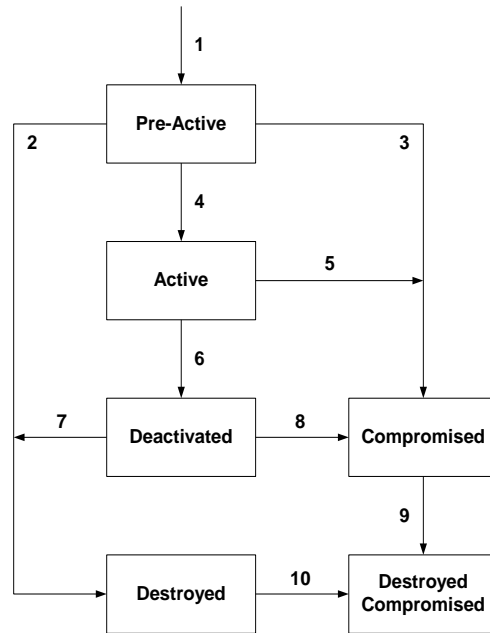 1
Pre-Active
2
3
4
Active
5
6
7
Deactivated
8
Compromised
9
Destroyed
10
Destroyed
Compromised